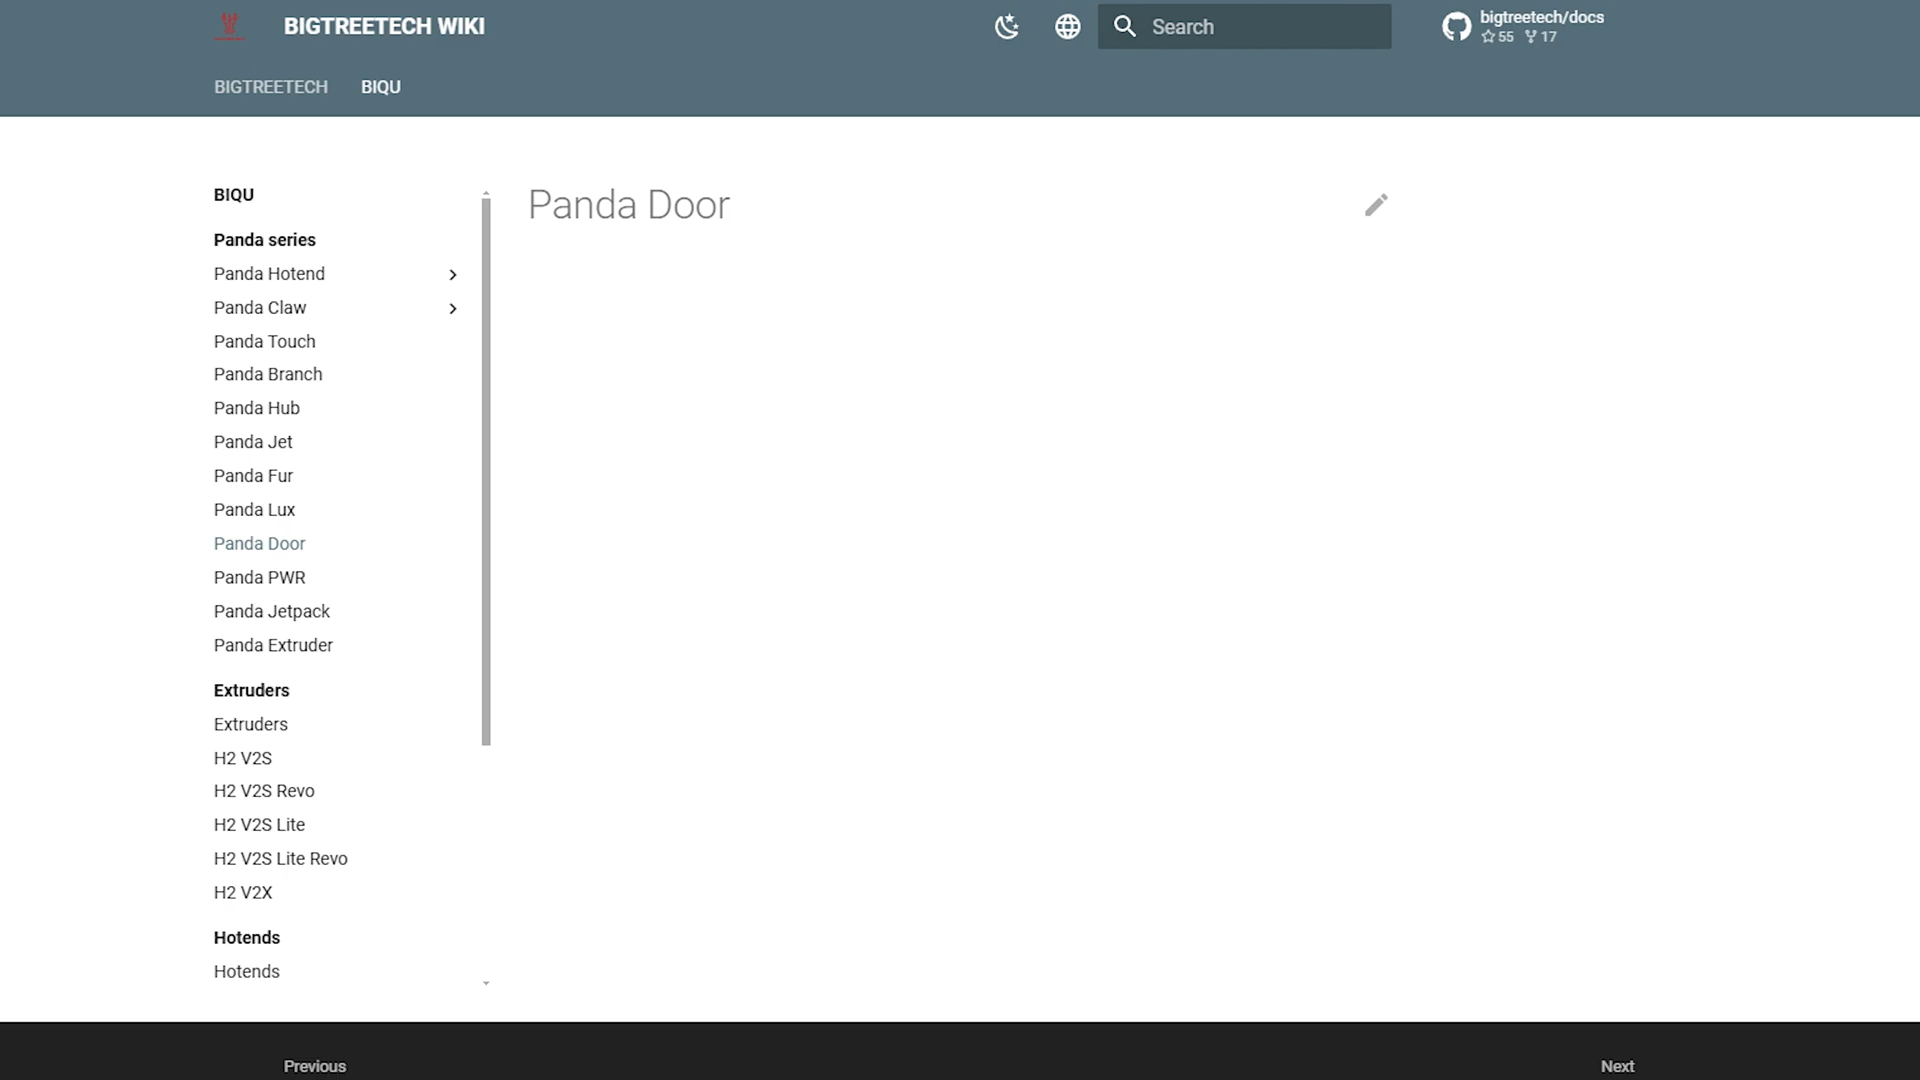 BIGTREETECH WIKI
Search
bigtreetech/docs
55 17
BIGTREETECH BIQU
BIQU
Panda series
Panda Hotend
Panda Claw
Panda Touch
Panda Branch
Panda Hub
Panda Jet
Panda Fur
Panda Lux
Panda Door
Panda PWR
Panda Jetpack
Panda Extruder
Extruders
Extruders
H2 V2S
H2 V2S Revo
H2 V2S Lite
H2 V2S Lite Revo
H2 V2X
Hotends
Hotends
Panda Door
Previous
Next